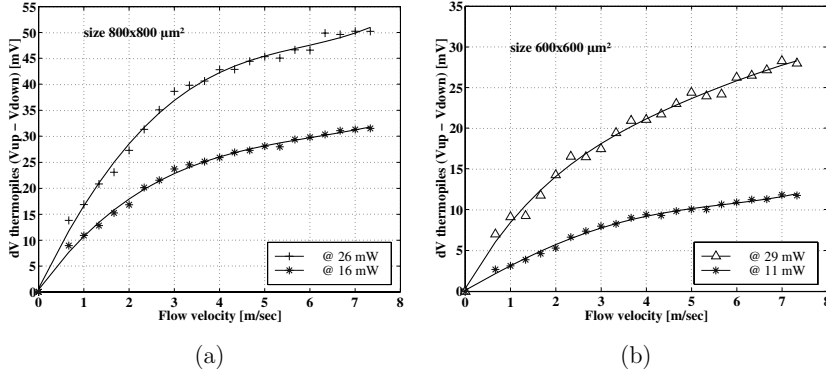 55
50
45
40
35
30
25
20
15
10
5
0
dV thermopiles (Vup − Vdown) [mV]
size 800x800 µm²
@ 26 mW
@ 16 mW
0 1 2 3 4 5 6 7 8
Flow velocity [m/sec]
(a)
35
30
25
20
15
10
5
0
dV thermopiles (Vup − Vdown) [mV]
size 600x600 µm²
@ 29 mW
@ 11 mW
0 1 2 3 4 5 6 7 8
Flow velocity [m/sec]
(b)